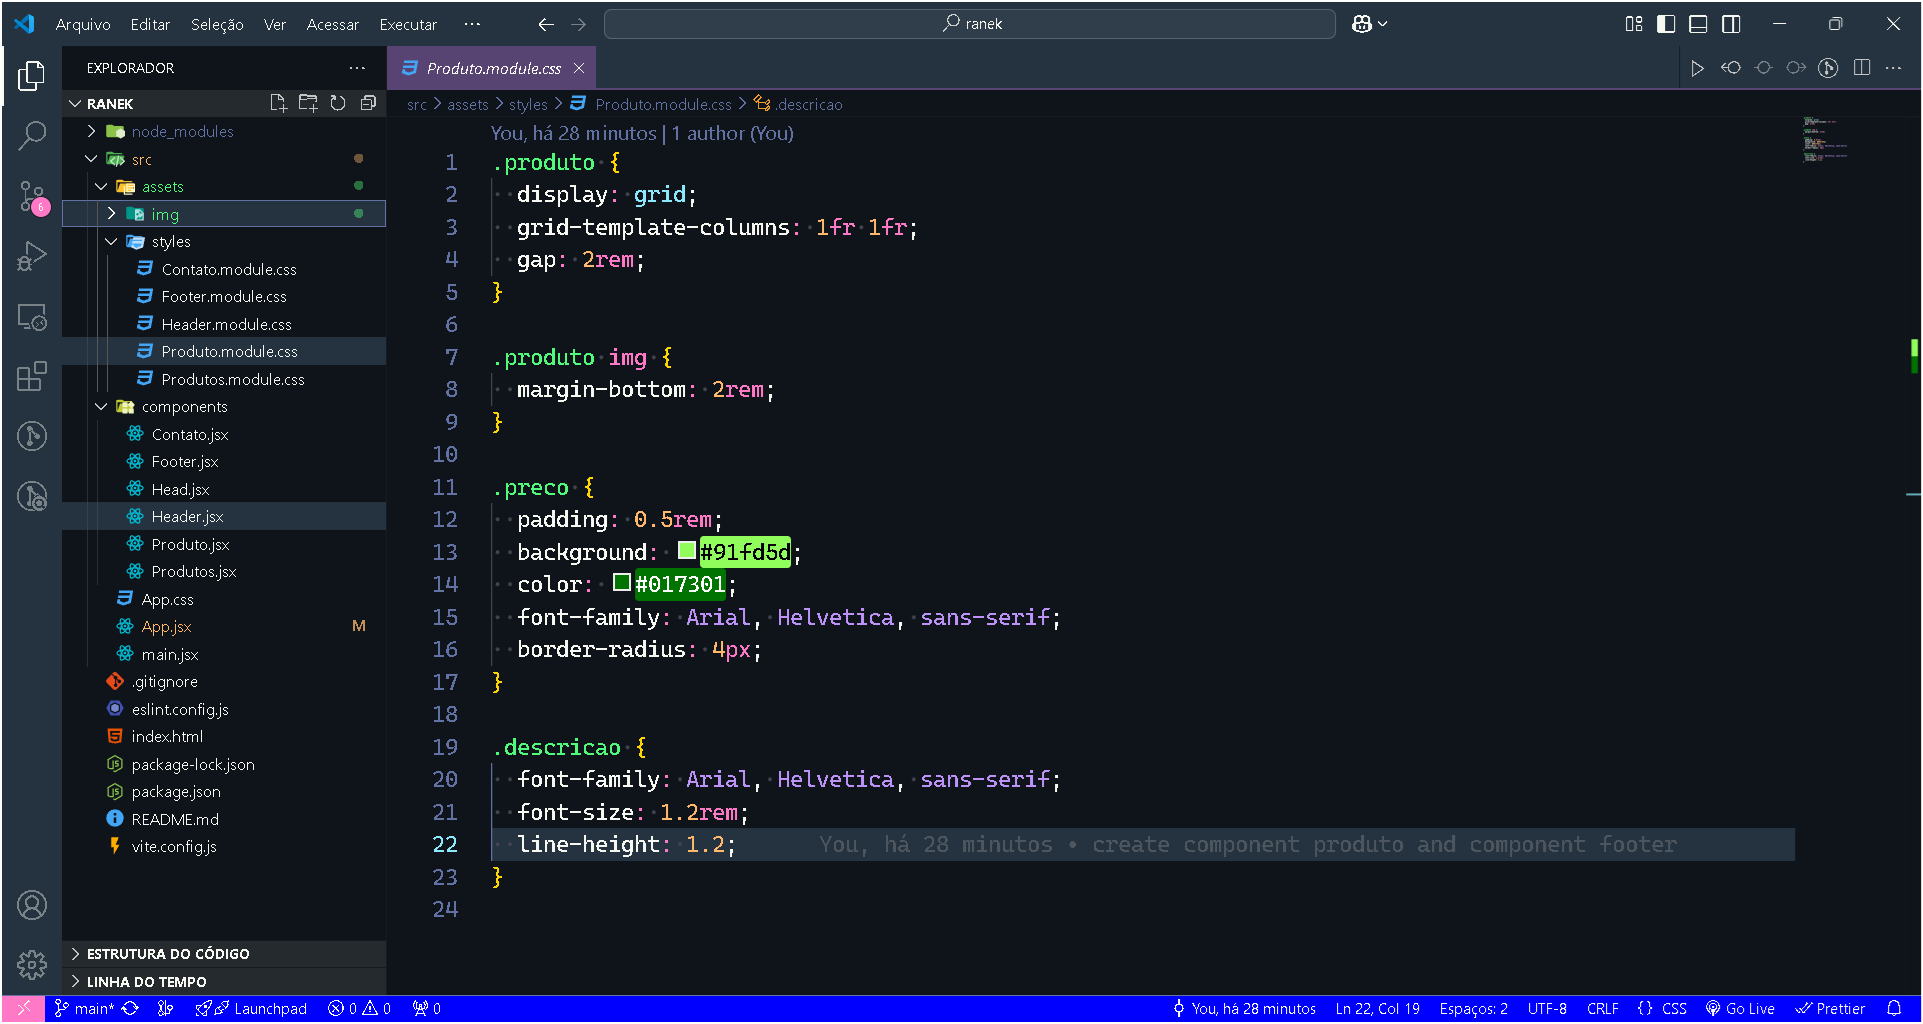 Arquivo Editar Seleção Ver Acessar Executar ··· ranek
EXPLORADOR ···
RANEK
node_modules
src
assets
img
styles
Contato.module.css
Footer.module.css
Header.module.css
Produto.module.css
Produtos.module.css
components
Contato.jsx
Footer.jsx
Head.jsx
Header.jsx
Produto.jsx
Produtos.jsx
App.css
App.jsx M
main.jsx
.gitignore
eslint.config.js
index.html
package-lock.json
package.json
README.md
vite.config.js
ESTRUTURA DO CÓDIGO
LINHA DO TEMPO
6
Produto.module.css
src > assets > styles > Produto.module.css > .descricao
You, há 28 minutos | 1 author (You)
1 .produto {
2 display: grid;
3 grid-template-columns: 1fr 1fr;
4 gap: 2rem;
5 }
6
7 .produto img {
8 margin-bottom: 2rem;
9 }
10
11 .preco {
12 padding: 0.5rem;
13 background: #91fd5d;
14 color: #017301;
15 font-family: Arial, Helvetica, sans-serif;
16 border-radius: 4px;
17 }
18
19 .descricao {
20 font-family: Arial, Helvetica, sans-serif;
21 font-size: 1.2rem;
22 line-height: 1.2; You, há 28 minutos • create component produto and component footer
23 }
24
main* Launchpad 0 0 0 You, há 28 minutos Ln 22, Col 19 Espaços: 2 UTF-8 CRLF {} CSS Go Live Prettier